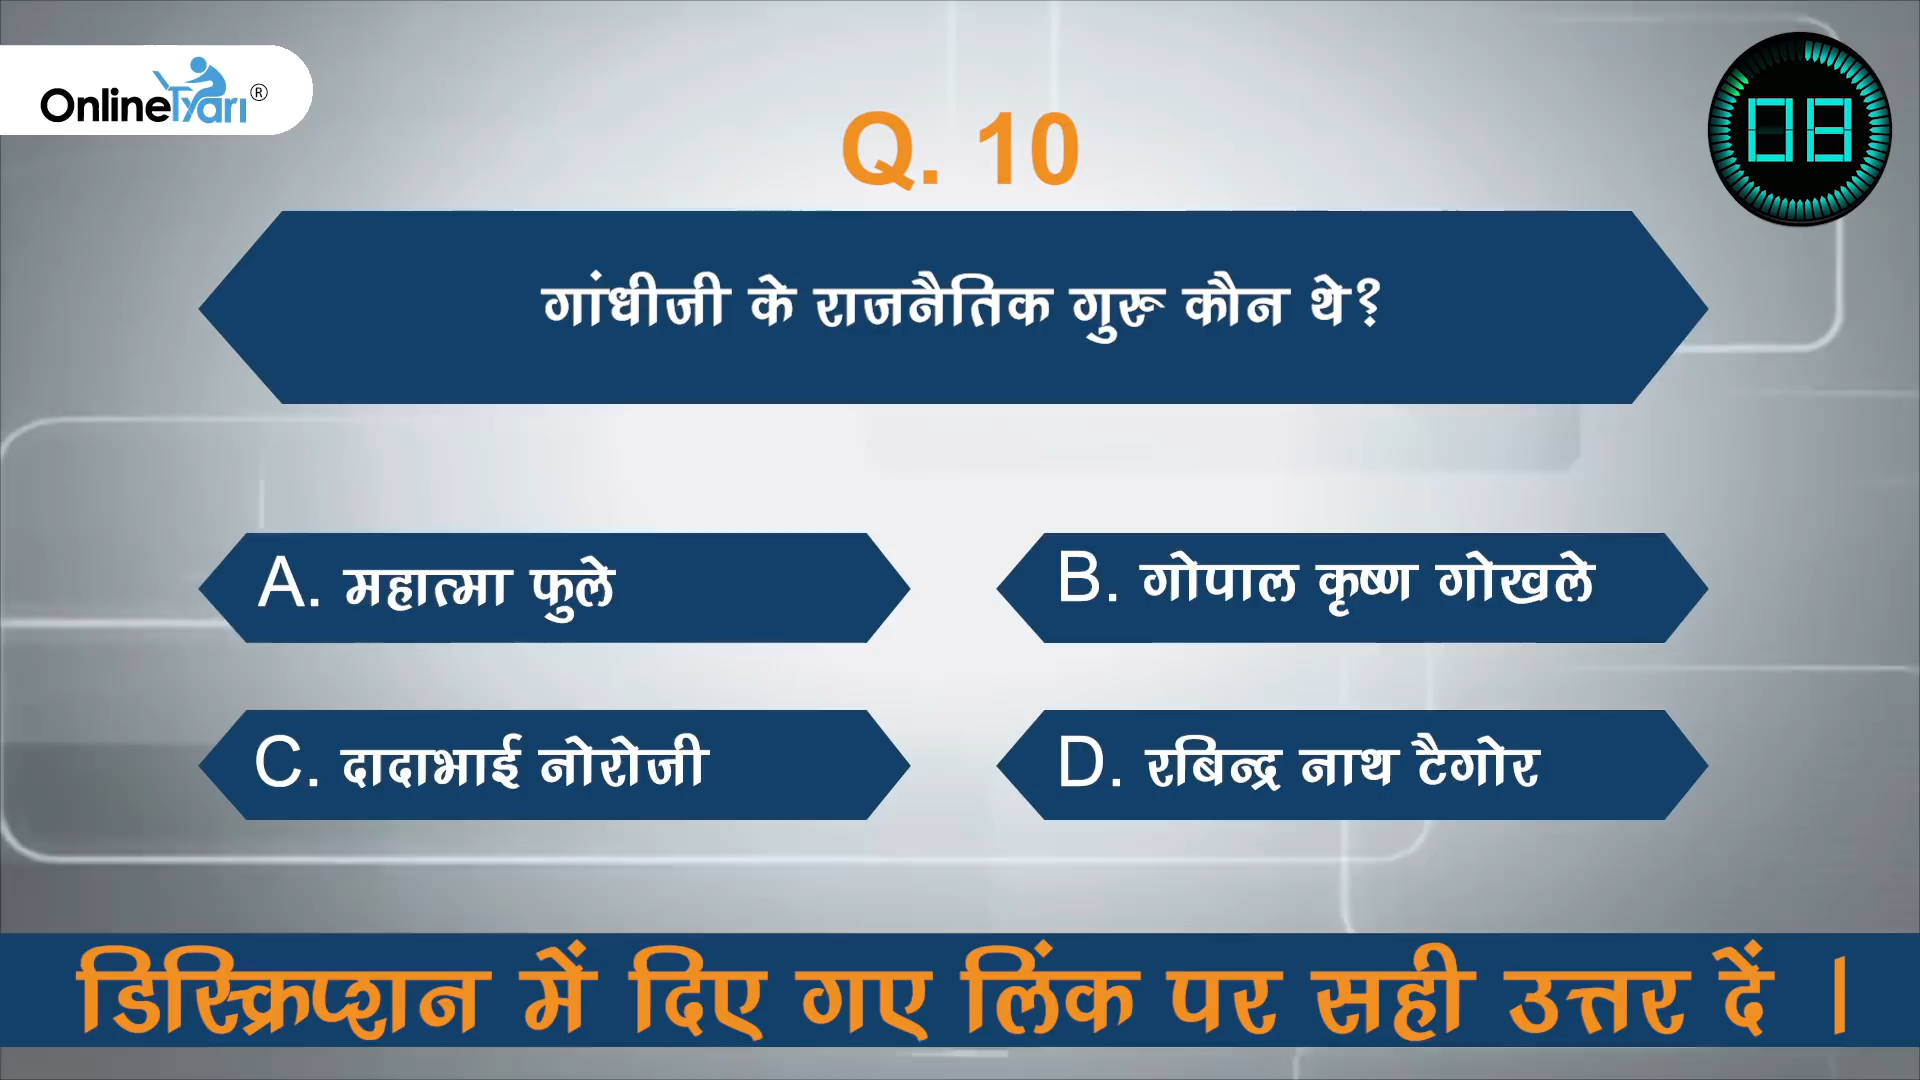 OnlineTyari®
08
Q. 10
गांधीजी के राजनैतिक गुरू कौन थे?
A. महात्मा फुले
B. गोपाल कृष्ण गोखले
C. दादाभाई नोरोजी
D. रबिन्द्र नाथ टैगोर
डिस्क्रिप्शन में दिए गए लिंक पर सही उत्तर दें ।